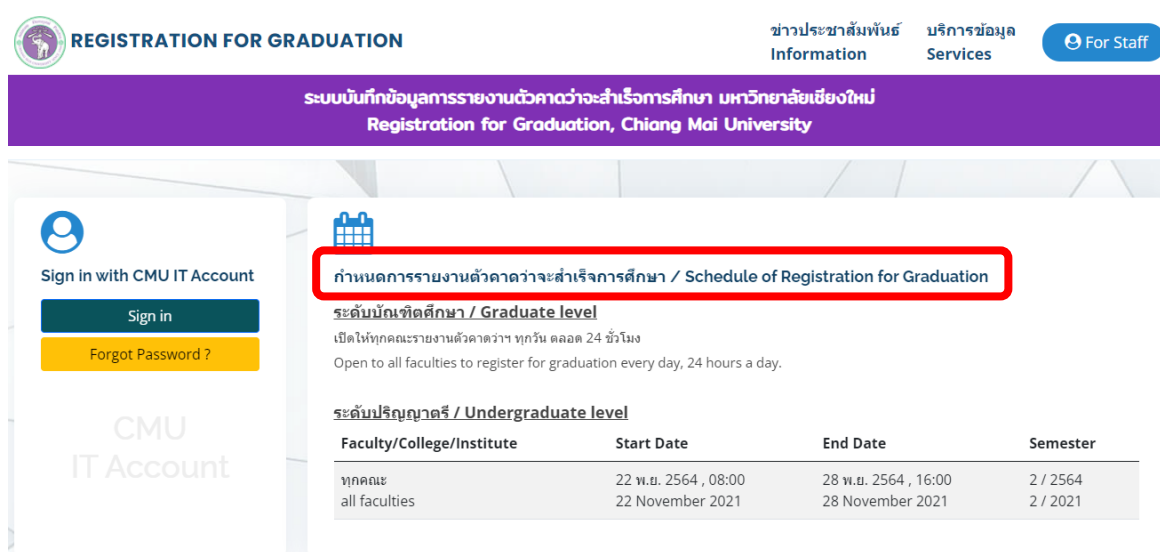 REGISTRATION FOR GRADUATION
ข่าวประชาสัมพันธ์
Information
บริการข้อมูล
Services
For Staff
ระบบบันทึกข้อมูลการรายงานตัวคาดว่าจะสำเร็จการศึกษา มหาวิทยาลัยเชียงใหม่
Registration for Graduation, Chiang Mai University
Sign in with CMU IT Account
Sign in
Forgot Password ?
CMU
IT Account
กำหนดการรายงานตัวคาดว่าจะสำเร็จการศึกษา / Schedule of Registration for Graduation
ระดับบัณฑิตศึกษา / Graduate level
เปิดให้ทุกคณะรายงานตัวคาดว่าฯ ทุกวัน ตลอด 24 ชั่วโมง
Open to all faculties to register for graduation every day, 24 hours a day.
ระดับปริญญาตรี / Undergraduate level
Faculty/College/Institute Start Date End Date Semester
ทุกคณะ 22 พ.ย. 2564 , 08:00 28 พ.ย. 2564 , 16:00 2 / 2564
all faculties 22 November 2021 28 November 2021 2 / 2021